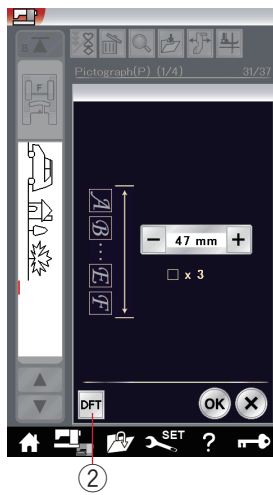 B
F
Pictograph(P) (1/4) 31/37
A
B
E
F
− 47 mm +
x 3
DFT OK ×
SET ?
2